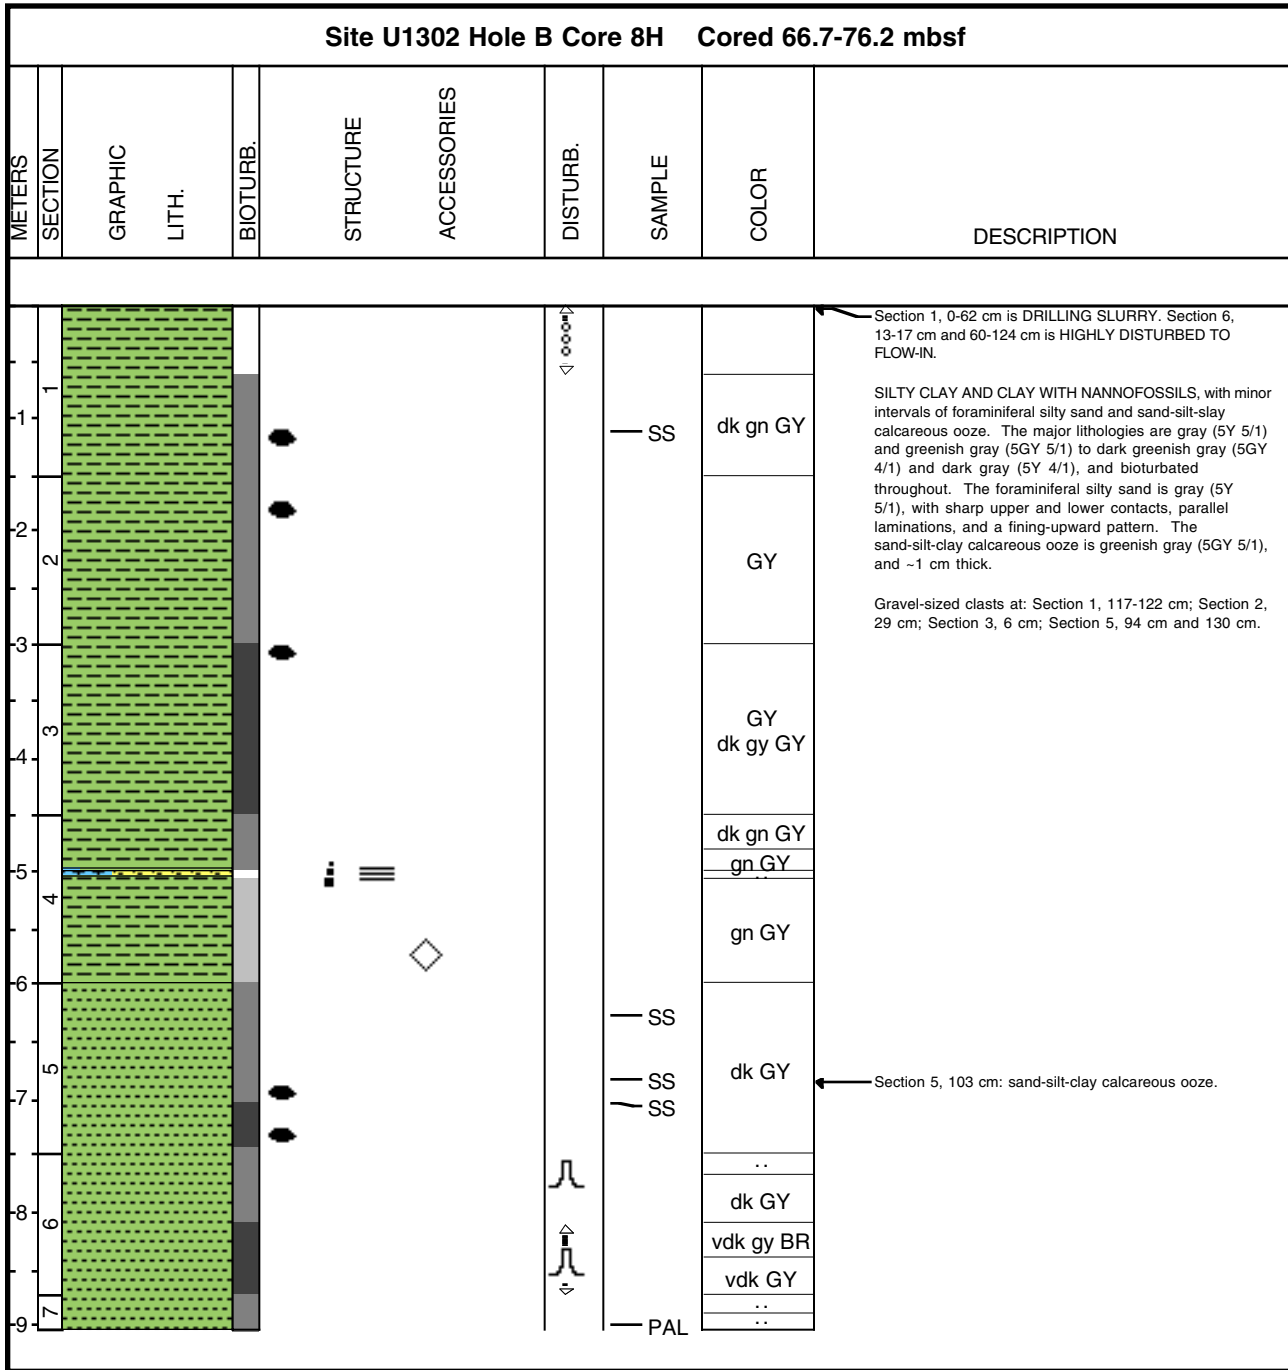 Site U1302 Hole B Core 8H Cored 66.7-76.2 mbsf
METERS
SECTION
GRAPHIC
LITH.
BIOTURB.
STRUCTURE
ACCESSORIES
DISTURB.
SAMPLE
COLOR
DESCRIPTION
Section 1, 0-62 cm is DRILLING SLURRY. Section 6,
13-17 cm and 60-124 cm is HIGHLY DISTURBED TO
FLOW-IN.
SILTY CLAY AND CLAY WITH NANNOFOSSILS, with minor
intervals of foraminiferal silty sand and sand-silt-slay
calcareous ooze. The major lithologies are gray (5Y 5/1)
and greenish gray (5GY 5/1) to dark greenish gray (5GY
4/1) and dark gray (5Y 4/1), and bioturbated
throughout. The foraminiferal silty sand is gray (5Y
5/1), with sharp upper and lower contacts, parallel
laminations, and a fining-upward pattern. The
sand-silt-clay calcareous ooze is greenish gray (5GY 5/1),
and ~1 cm thick.
Gravel-sized clasts at: Section 1, 117-122 cm; Section 2,
29 cm; Section 3, 6 cm; Section 5, 94 cm and 130 cm.
1
1
SS
dk gn GY
2
2
GY
3
3
GY
dk gy GY
4
dk gn GY
gn GY
5
. .
4
gn GY
6
SS
5
dk GY
SS
Section 5, 103 cm: sand-silt-clay calcareous ooze.
7
SS
. .
dk GY
8
6
vdk gy BR
vdk GY
. .
7
. .
9
PAL